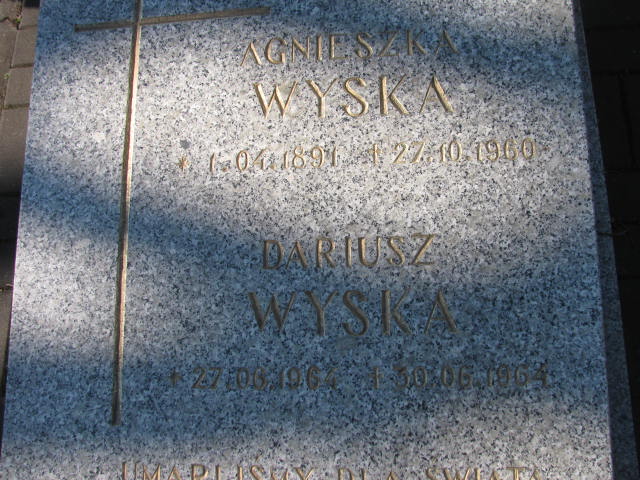 AGNIESZKA
WYSKA
* 1.04.1891 † 27.10.1960
DARIUSZ
WYSKA
* 27.06.1964 † 30.06.1964
UMARLIŚMY DLA ŚWIATA